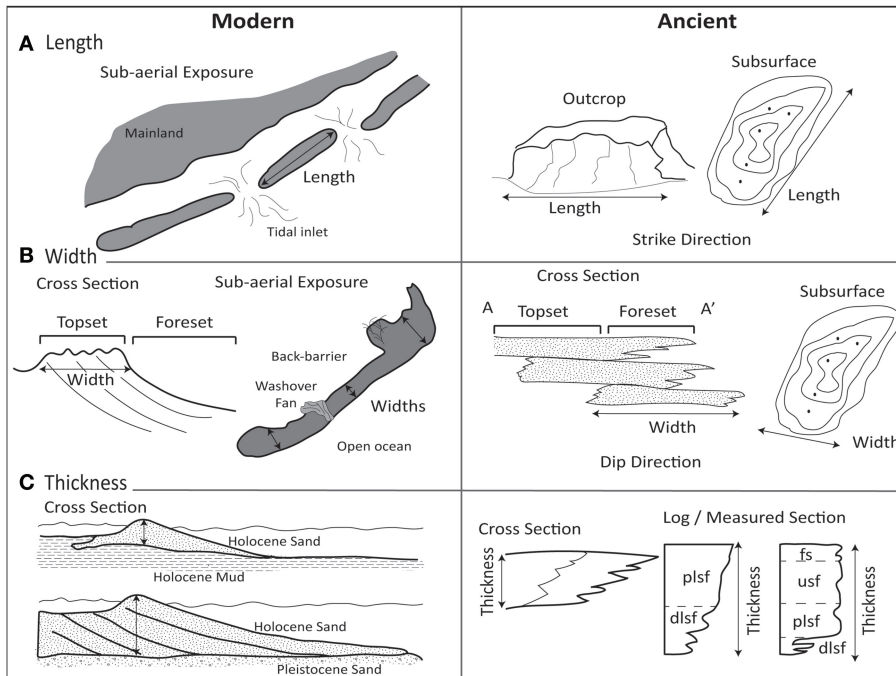 Modern
Ancient
A Length
Sub-aerial Exposure
Mainland
Length
Tidal inlet
Outcrop
Length
Subsurface
Length
Strike Direction
B Width
Cross Section
Topset
Foreset
Width
Sub-aerial Exposure
Back-barrier
Washover
Fan
Widths
Open ocean
Cross Section
A
Topset
Foreset
A'
Width
Dip Direction
Subsurface
Width
C Thickness
Cross Section
Holocene Sand
Holocene Mud
Holocene Sand
Pleistocene Sand
Cross Section
Thickness
Log / Measured Section
plsf
dlsf
Thickness
fs
usf
plsf
dlsf
Thickness